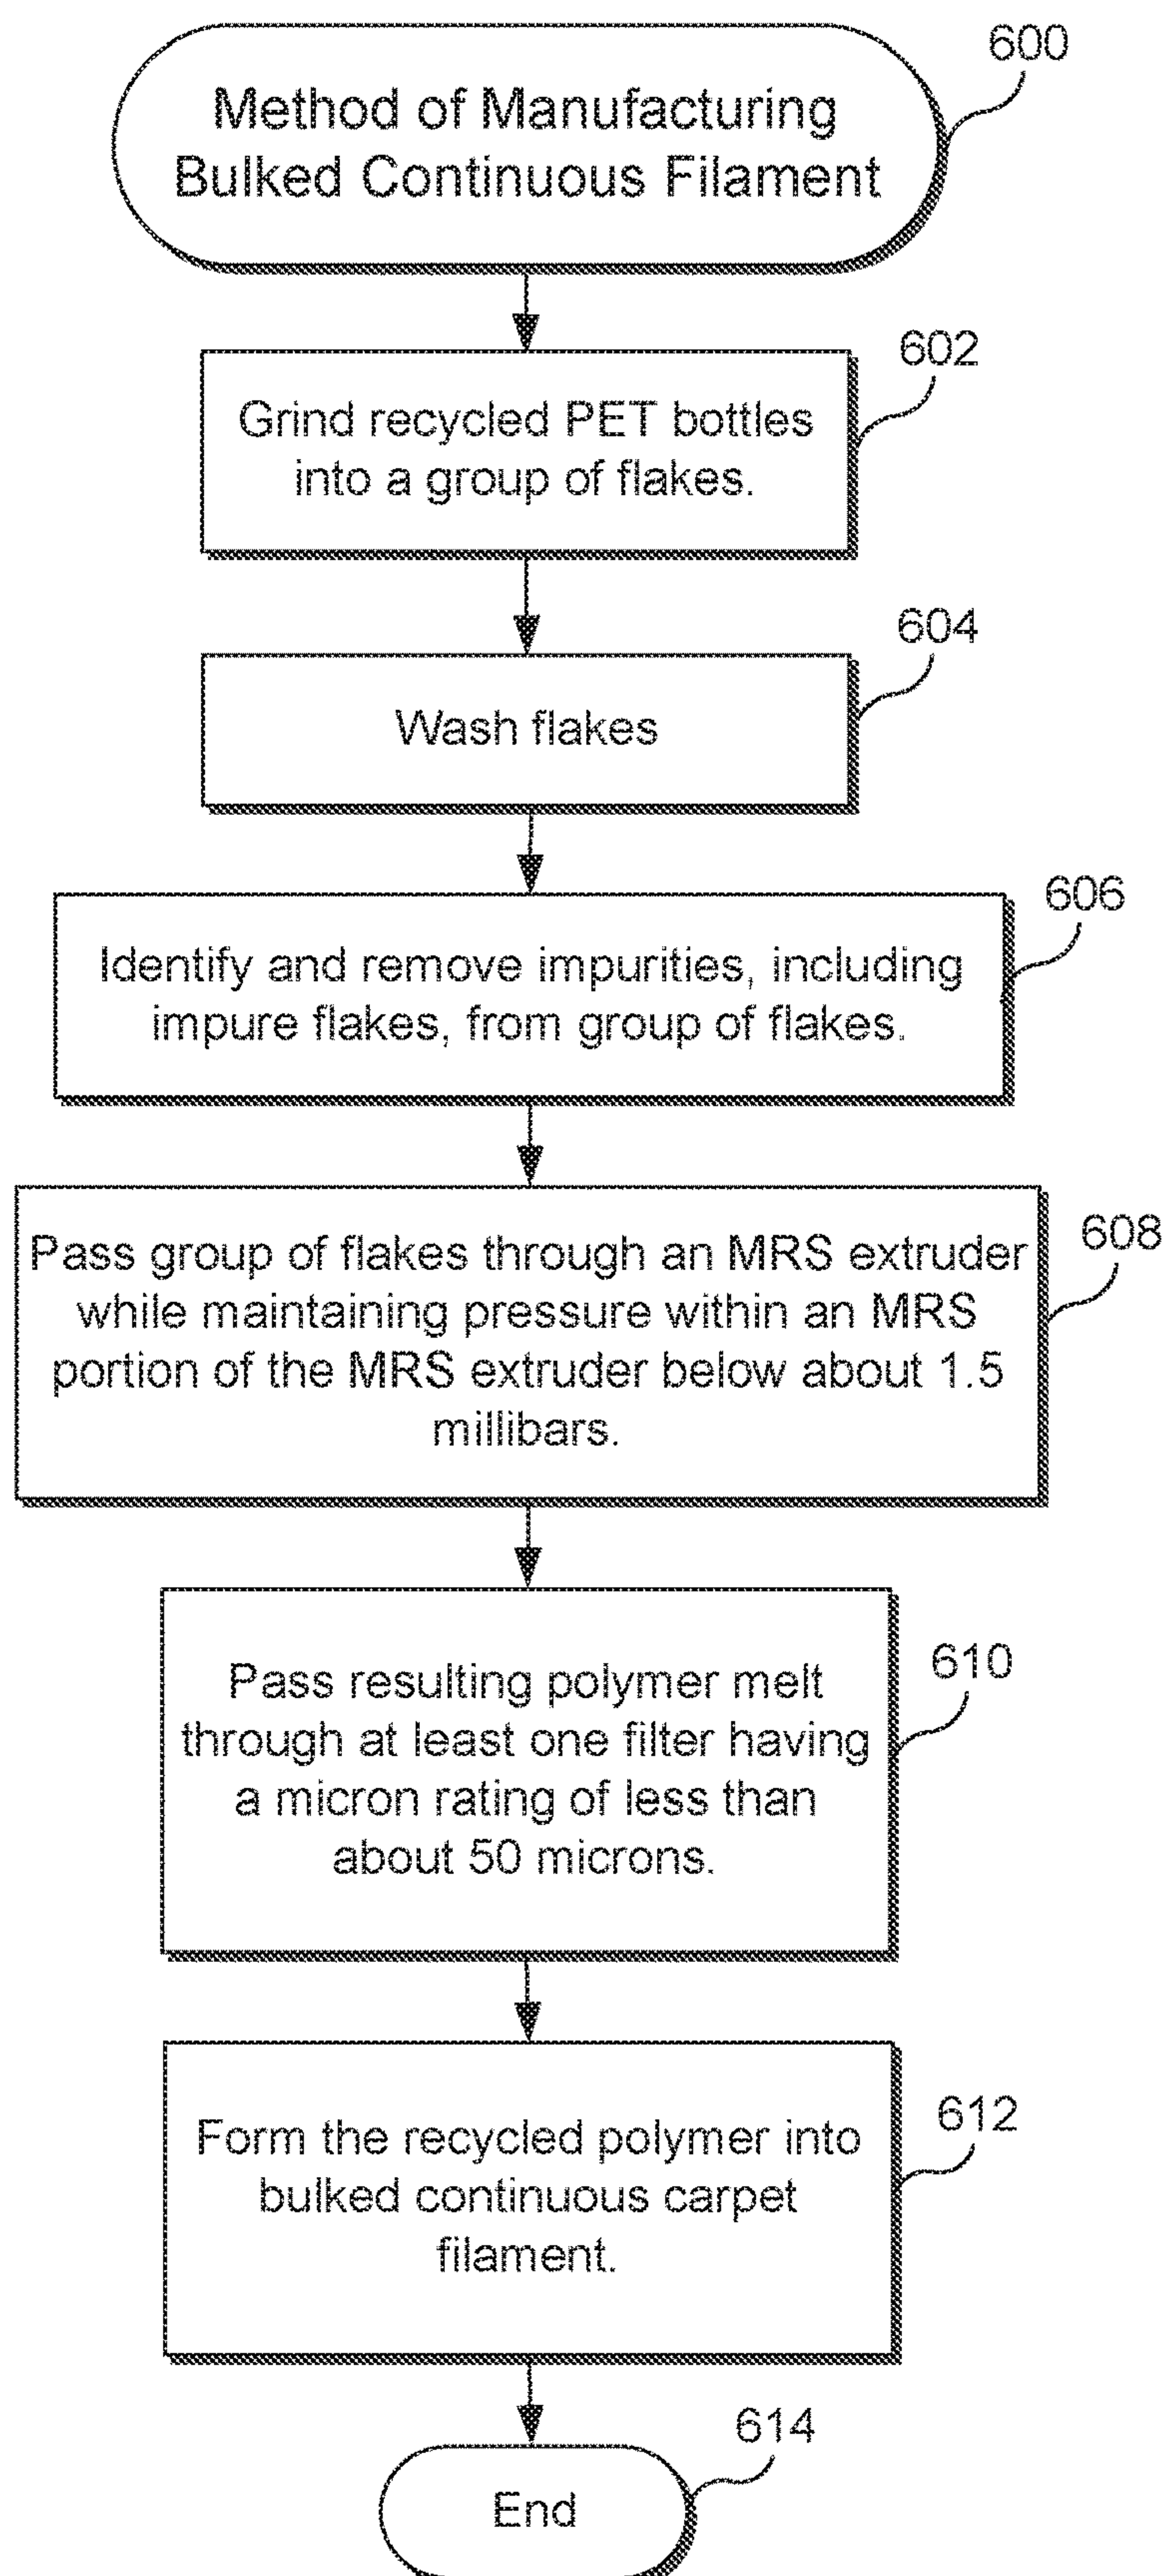 600
Method of Manufacturing
Bulked Continuous Filament
602
Grind recycled PET bottles
into a group of flakes.
604
Wash flakes
606
Identify and remove impurities, including
impure flakes, from group of flakes.
608
Pass group of flakes through an MRS extruder
while maintaining pressure within an MRS
portion of the MRS extruder below about 1.5
millibars.
610
Pass resulting polymer melt
through at least one filter having
a micron rating of less than
about 50 microns.
612
Form the recycled polymer into
bulked continuous carpet
filament.
614
End